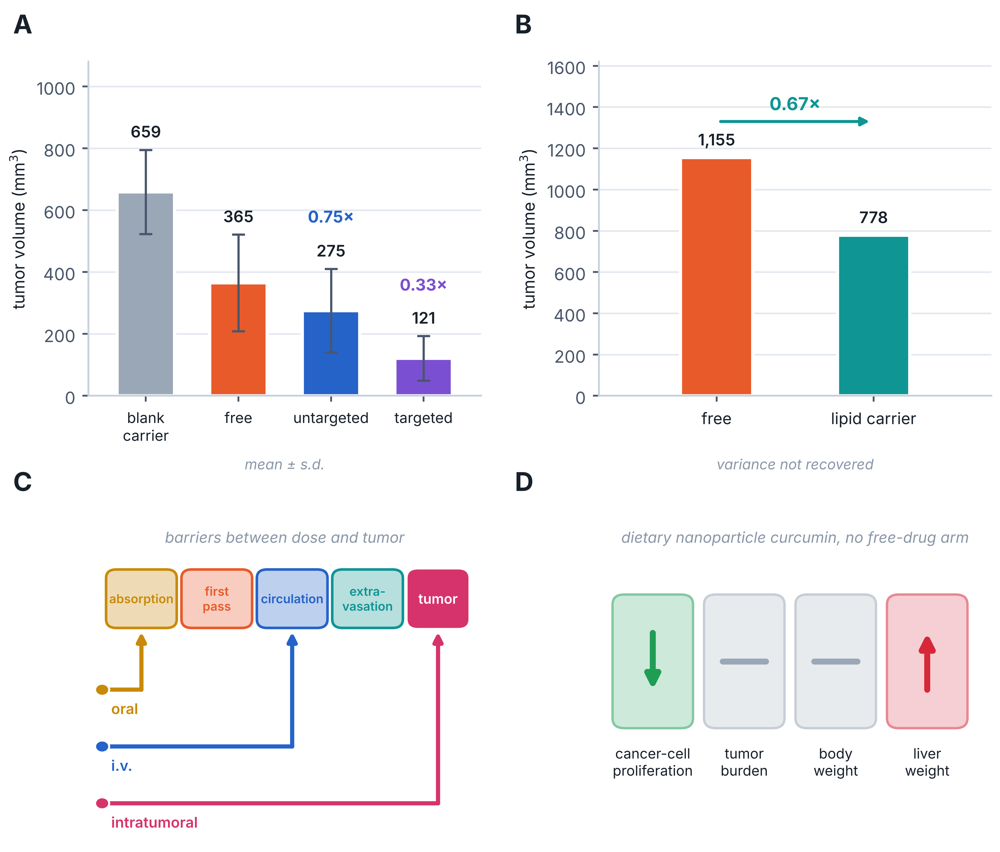 A
tumor volume (mm³)
1000
800
600
400
200
0
659
365
0.75×
275
0.33×
121
blank
carrier
free
untargeted
targeted
mean ± s.d.
B
tumor volume (mm³)
1600
1400
1200
1000
800
600
400
200
0
0.67×
1,155
778
free
lipid carrier
variance not recovered
C
barriers between dose and tumor
absorption
first
pass
circulation
extra-
vasation
tumor
oral
i.v.
intratumoral
D
dietary nanoparticle curcumin, no free-drug arm
cancer-cell
proliferation
tumor
burden
body
weight
liver
weight